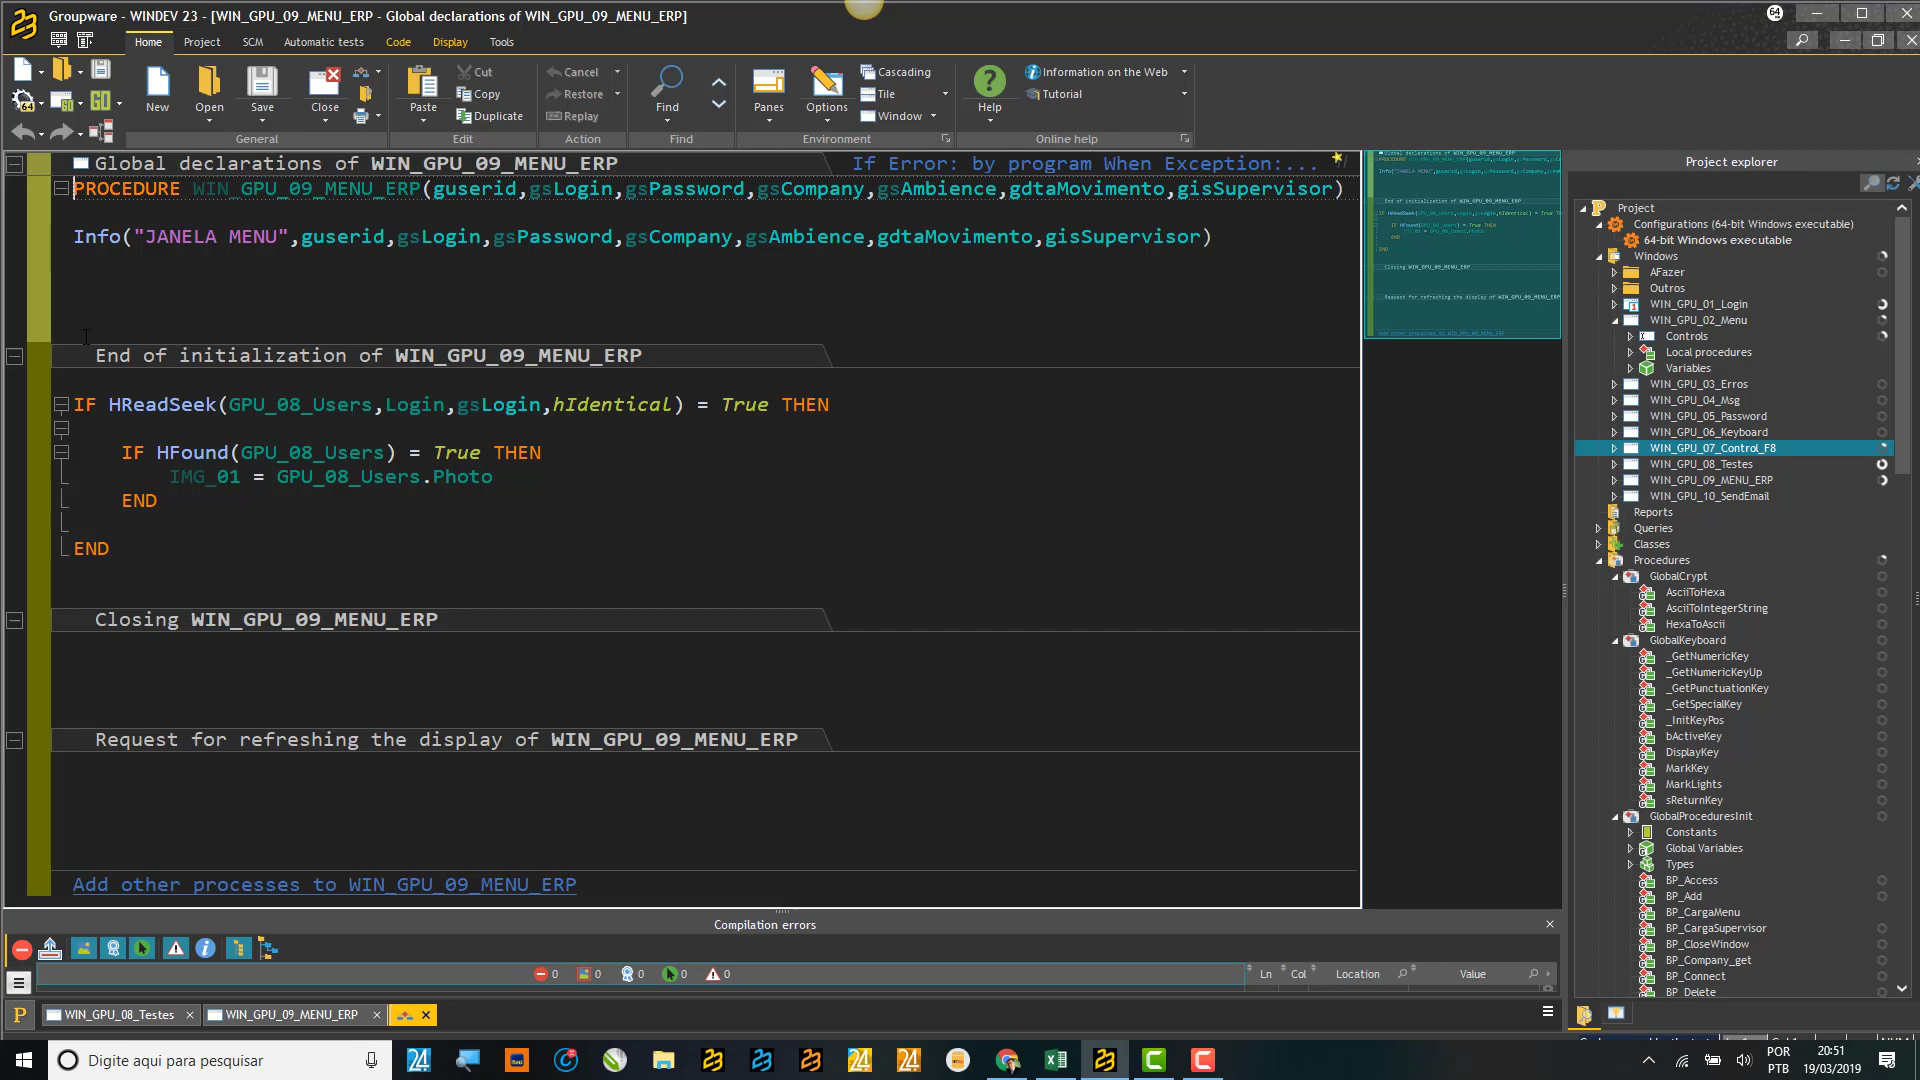 Groupware - WINDEV 23 - [WIN_GPU_09_MENU_ERP - Global declarations of WIN_GPU_09_MENU_ERP]
64
Home Project SCM Automatic tests Code Display Tools
New Open Save Close Paste Cut Copy Duplicate Cancel Restore Replay Find Panes Options Cascading Tile Window Help Information on the Web Tutorial
64 GO GO
General Edit Action Find Environment Online help
Global declarations of WIN_GPU_09_MENU_ERP If Error: by program When Exception:...
PROCEDURE WIN_GPU_09_MENU_ERP(guserid,gsLogin,gsPassword,gsCompany,gsAmbience,gdtaMovimento,gisSupervisor)
Info("JANELA MENU",guserid,gsLogin,gsPassword,gsCompany,gsAmbience,gdtaMovimento,gisSupervisor)
End of initialization of WIN_GPU_09_MENU_ERP
IF HReadSeek(GPU_08_Users,Login,gsLogin,hIdentical) = True THEN
IF HFound(GPU_08_Users) = True THEN
IMG_01 = GPU_08_Users.Photo
END
END
Closing WIN_GPU_09_MENU_ERP
Request for refreshing the display of WIN_GPU_09_MENU_ERP
Add other processes to WIN_GPU_09_MENU_ERP
Project explorer
Project
Configurations (64-bit Windows executable)
64-bit Windows executable
Windows
AFazer
Outros
WIN_GPU_01_Login
WIN_GPU_02_Menu
Controls
Local procedures
Variables
WIN_GPU_03_Erros
WIN_GPU_04_Msg
WIN_GPU_05_Password
WIN_GPU_06_Keyboard
WIN_GPU_07_Control_F8
WIN_GPU_08_Testes
WIN_GPU_09_MENU_ERP
WIN_GPU_10_SendEmail
Reports
Queries
Classes
Procedures
GlobalCrypt
AsciiToHexa
AsciiToIntegerString
HexaToAscii
GlobalKeyboard
_GetNumericKey
_GetNumericKeyUp
_GetPunctuationKey
_GetSpecialKey
_InitKeyPos
bActiveKey
DisplayKey
MarkKey
MarkLights
sReturnKey
GlobalProceduresInit
Constants
Global Variables
Types
BP_Access
BP_Add
BP_CargaMenu
BP_CargaSupervisor
BP_CloseWindow
BP_Company_get
BP_Connect
BP_Delete
Compilation errors
0 0 0 0 0 Ln Col Location Value
WIN_GPU_08_Testes WIN_GPU_09_MENU_ERP
Digite aqui para pesquisar
POR
PTB
20:51
19/03/2019